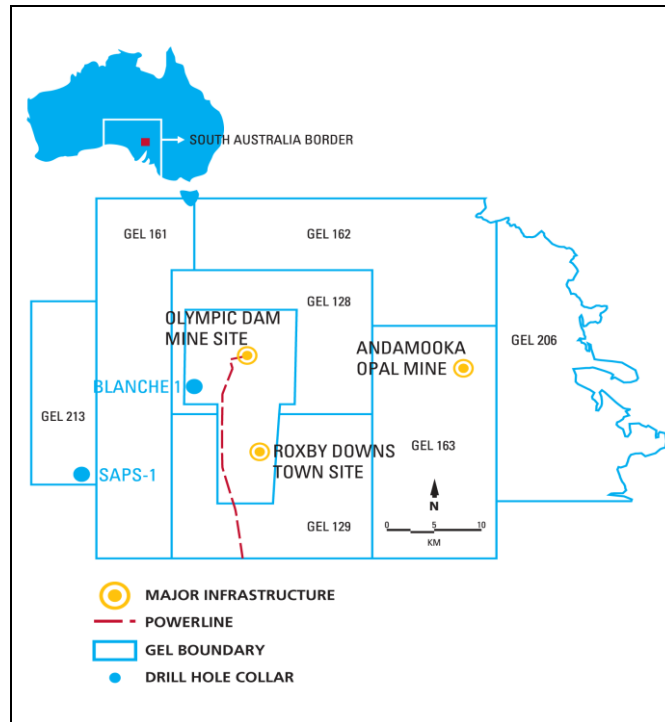 SOUTH AUSTRALIA BORDER
GEL 161
GEL 162
GEL 128
OLYMPIC DAM
MINE SITE
ANDAMOOKA
OPAL MINE
GEL 206
BLANCHE 1
GEL 213
GEL 163
ROXBY DOWNS
TOWN SITE
SAPS-1
N
0 5 10
KM
GEL 129
MAJOR INFRASTRUCTURE
POWERLINE
GEL BOUNDARY
DRILL HOLE COLLAR